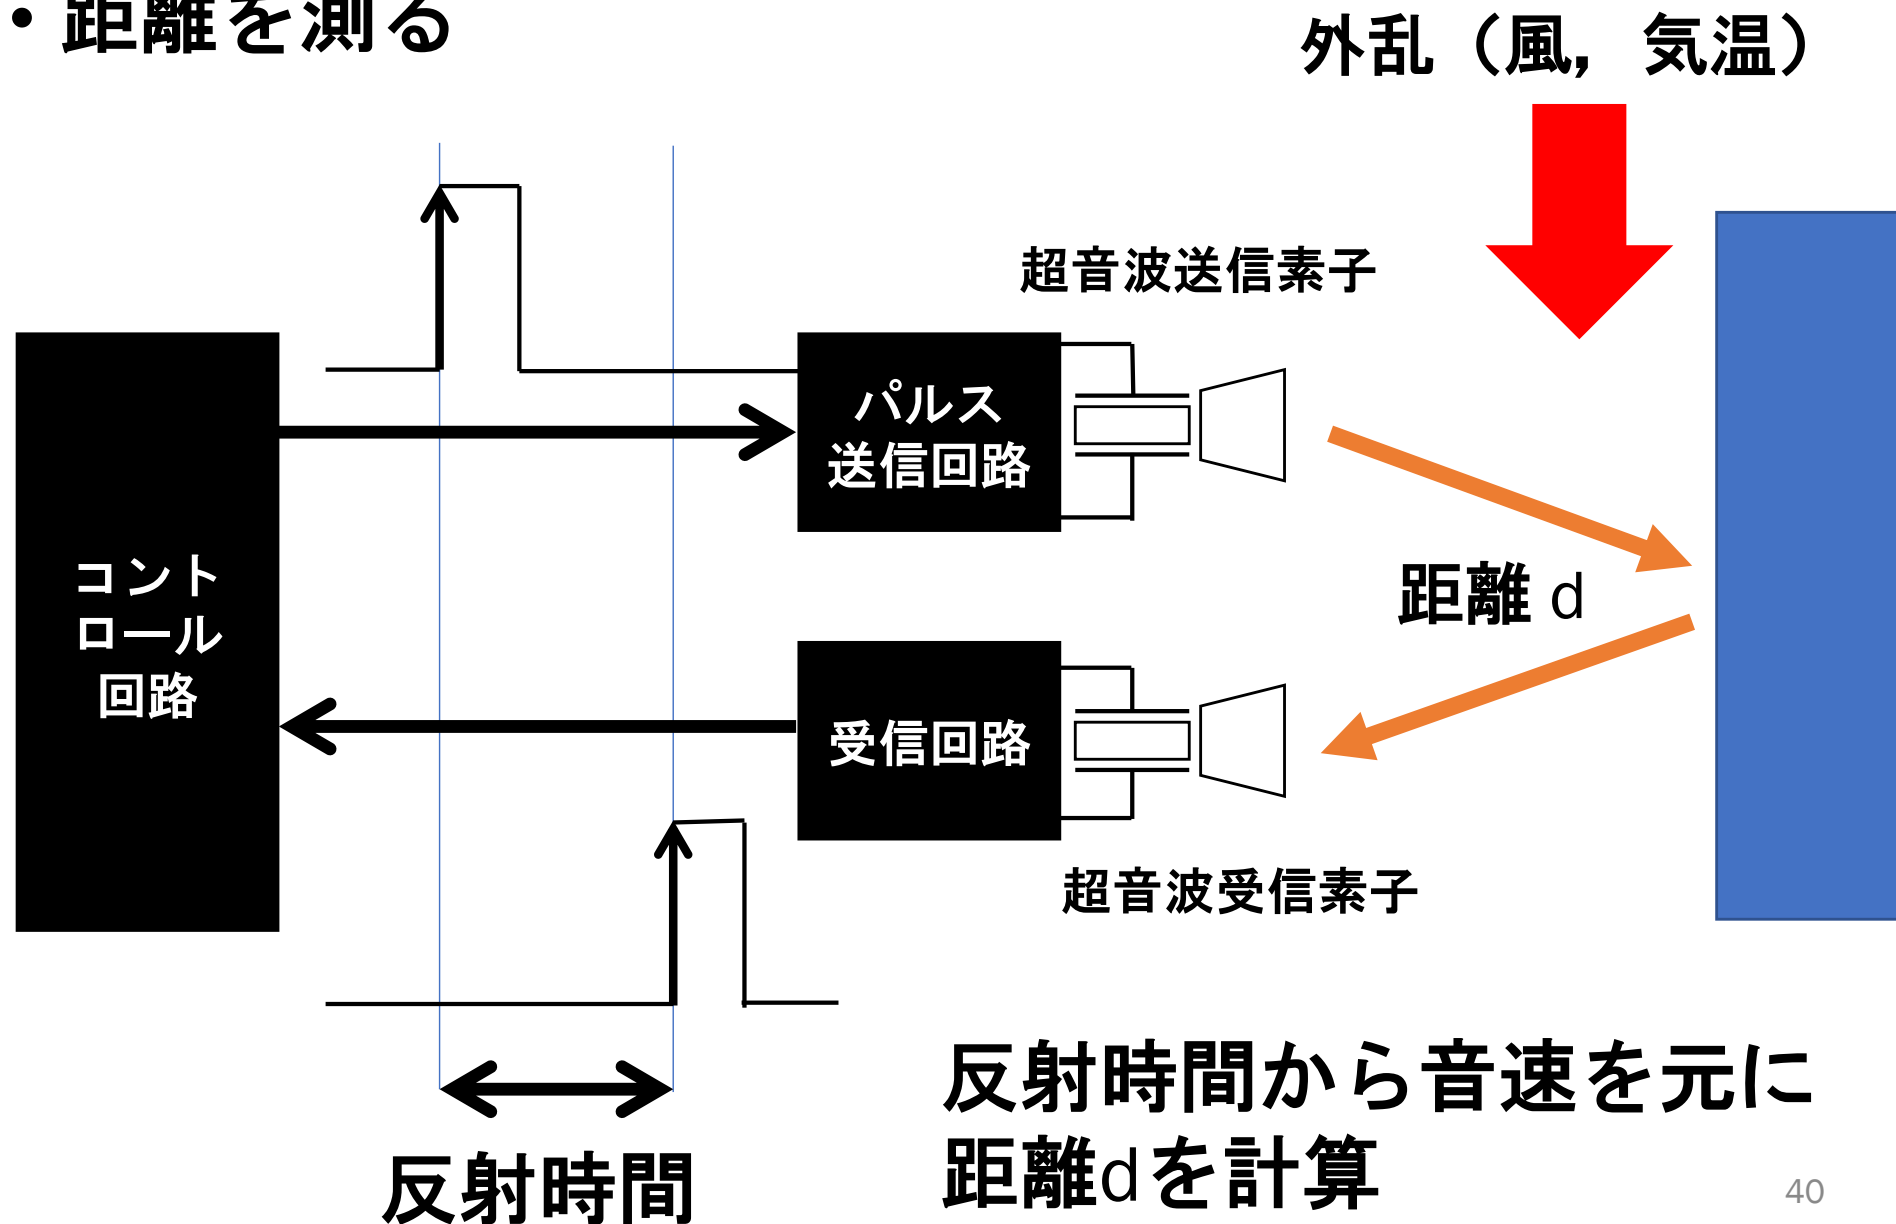 ・距離を測る
外乱（風，気温）
超音波送信素子
パルス
送信回路
コント
ロール
回路
距離 d
受信回路
超音波受信素子
反射時間
反射時間から音速を元に
距離dを計算
40